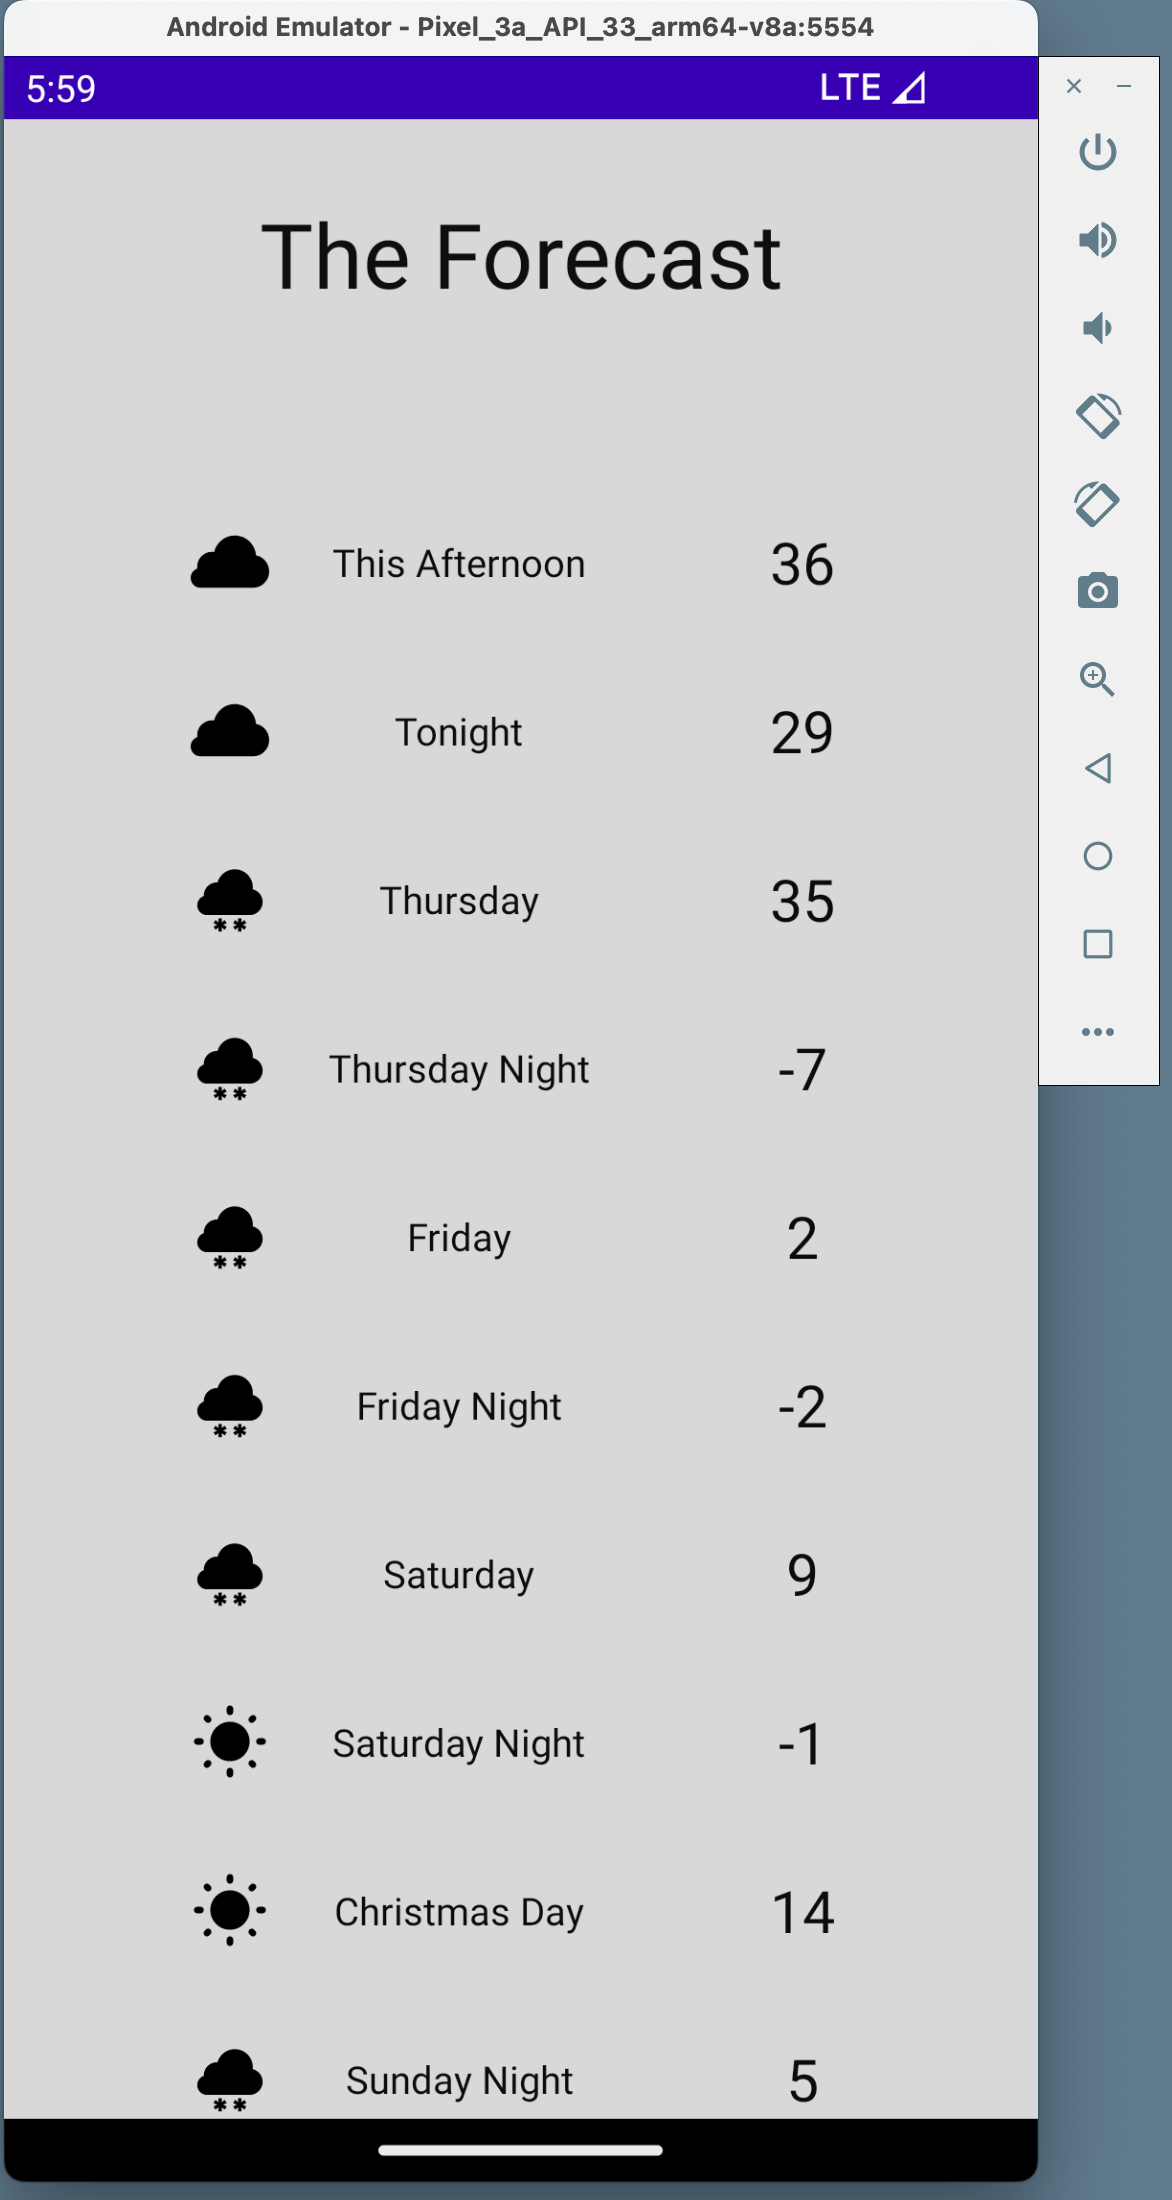 Android Emulator - Pixel_3a_API_33_arm64-v8a:5554
5:59 LTE
The Forecast
This Afternoon 36
Tonight 29
Thursday 35
Thursday Night -7
Friday 2
Friday Night -2
Saturday 9
Saturday Night -1
Christmas Day 14
Sunday Night 5